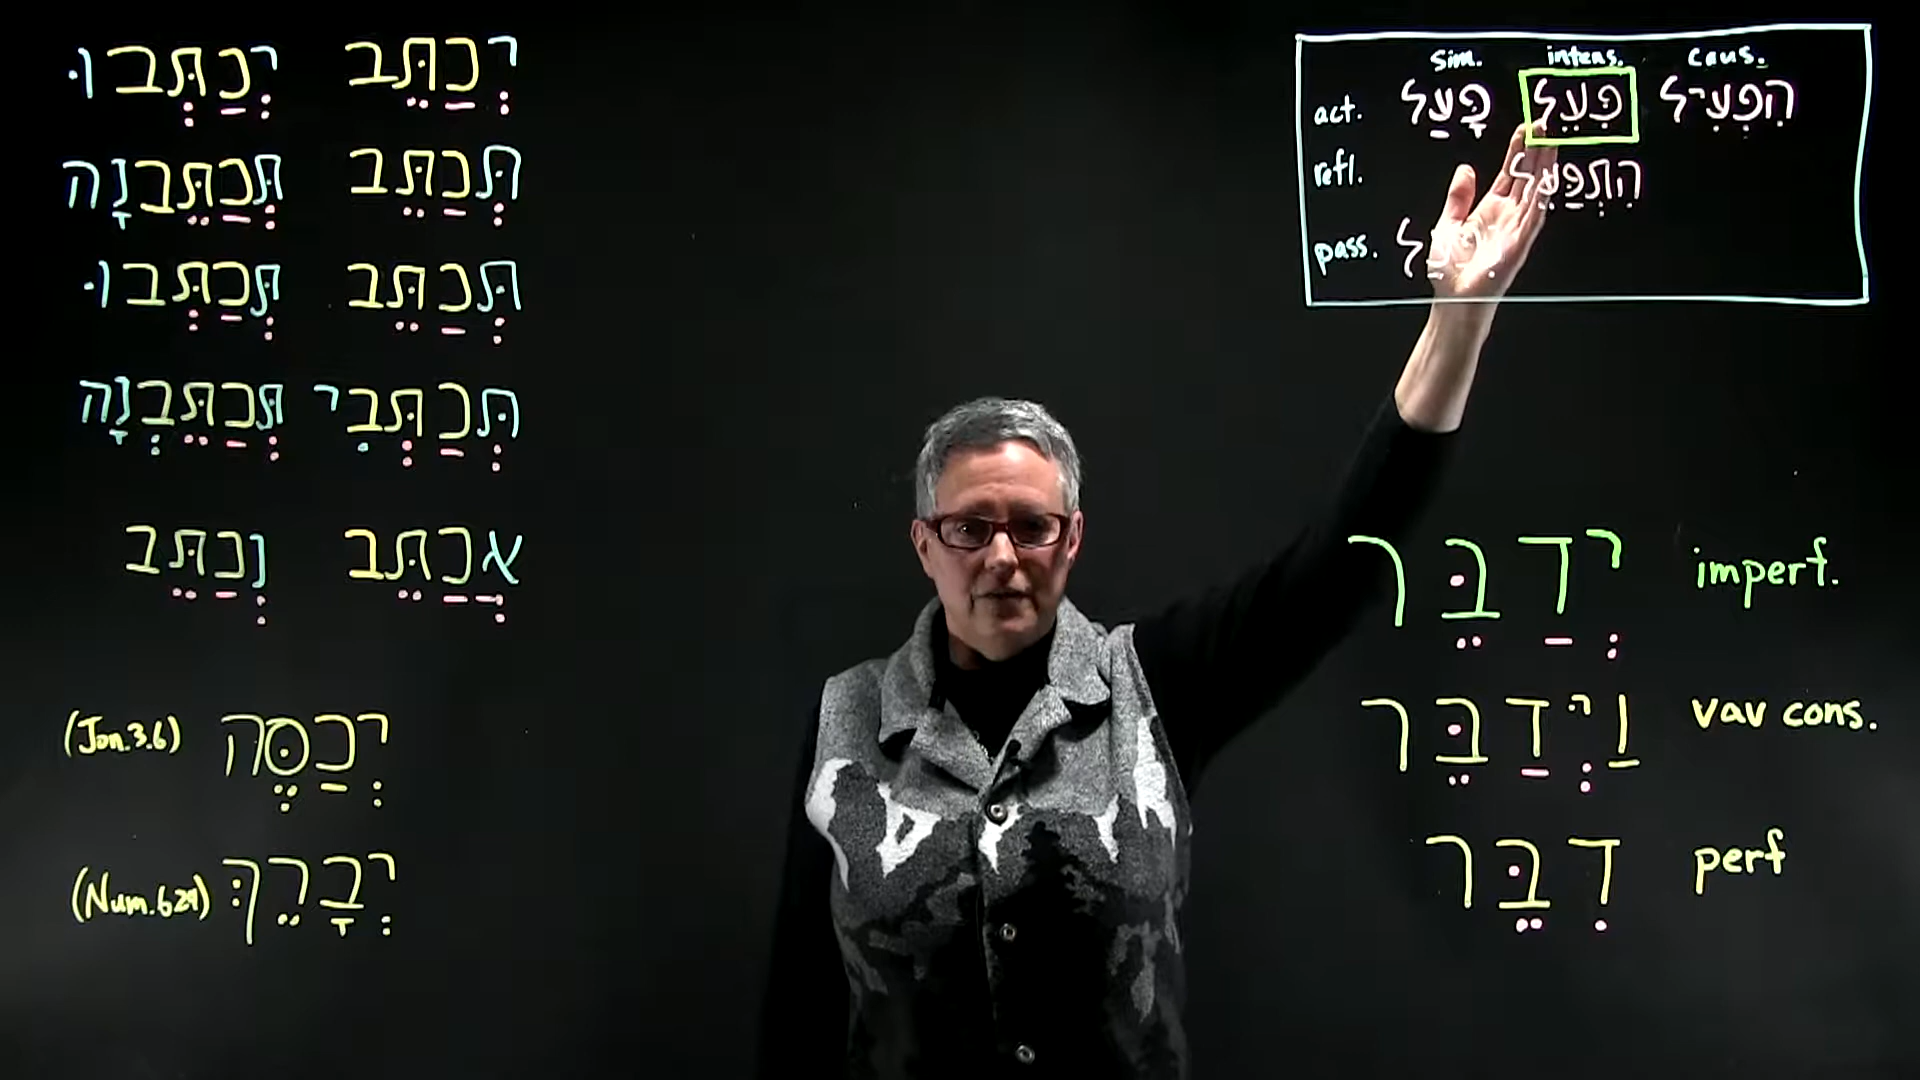 יְכַתֵּב יְכַתְּבוּ
תְּכַתֵּב תְּכַתֵּבנָה
תְּכַתֵּב תְּכַתְּבוּ
תְּכַתְּבִי תְּכַתֵּבְנָה
אֲכַתֵּב נְכַתֵּב
(Jon.3.6) יְכַסֶּה
(Num.6 24) יְבָרֵךְ
sim. intens. caus.
act. פָּעַל פִּעֵל הִפְעִיל
refl. הִתְפַּעֵל
pass.
יְדַבֵּר imperf.
וַיְּדַבֵּר vav cons.
דִבֵּר perf